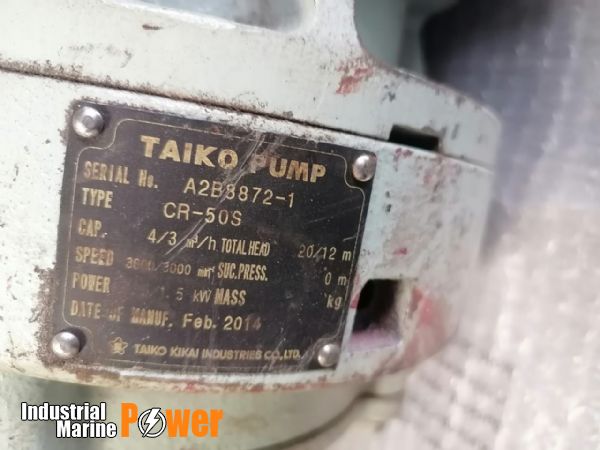 TAIKO PUMP
SERIAL No. A2B8872-1
TYPE CR-50S
CAP. 4/3 m³/h TOTAL HEAD 20/12 m
SPEED 3600/3000 min⁻¹ SUC.PRESS. 0 m
POWER 5 kW MASS kg
DATE OF MANUF. Feb. 2014
TAIKO KIKAI INDUSTRIES CO., LTD.
Industrial Marine Power